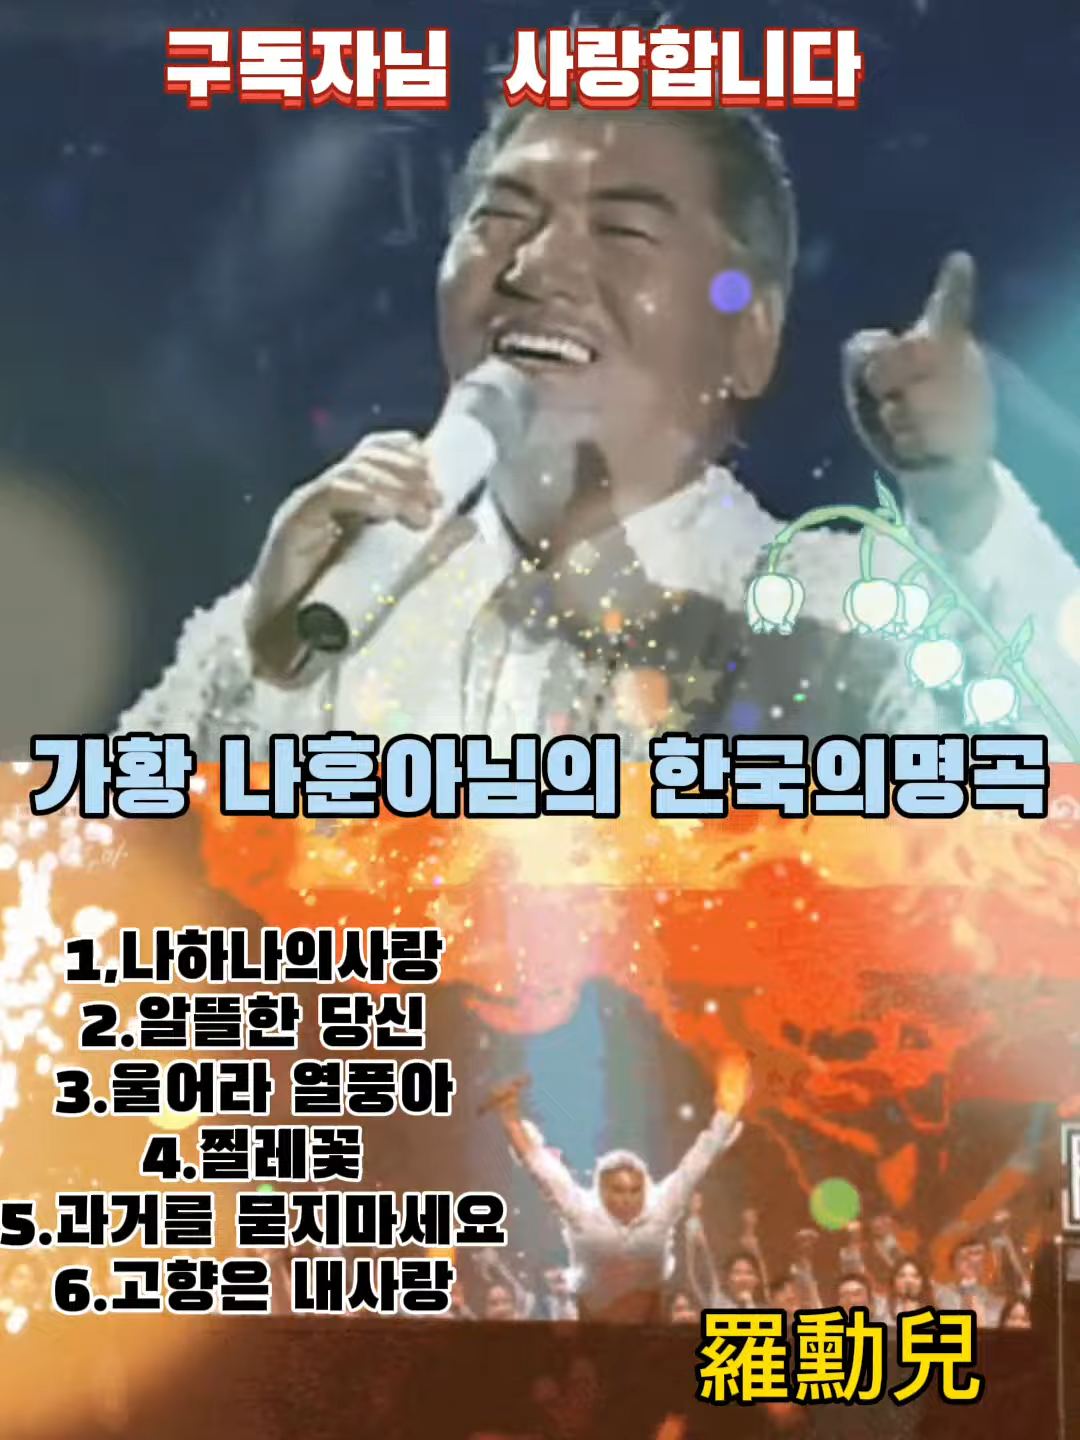 구독자님 사랑합니다
가황 나훈아님의 한국의명곡
1,나하나의사랑
2.알뜰한 당신
3.울어라 열풍아
4.찔레꽃
5.과거를 묻지마세요
6.고향은 내사랑
羅勳兒